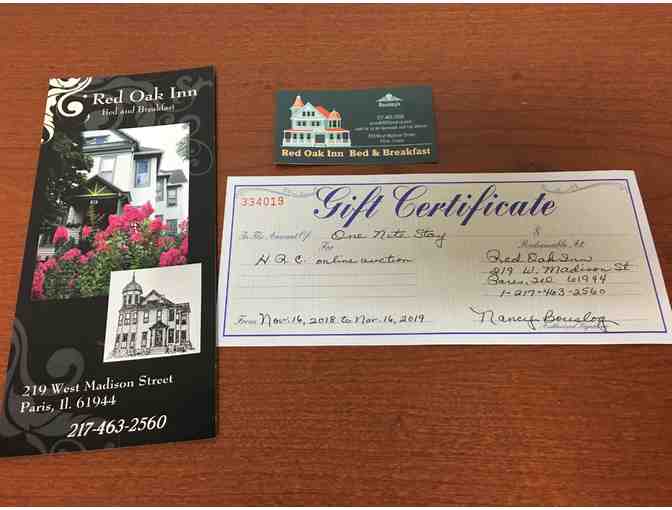 Red Oak Inn
Bed and Breakfast
219 West Madison Street
Paris, Il. 61944
217-463-2560
Red Oak Inn Bed & Breakfast
334019
Gift Certificate
In The Amount Of One Nite Stay &
For Redeemable At
H.R.C. online auction Red Oak Inn
219 W. Madison St
Paris, Ill 61944
1-217-463-2560
From Nov. 16, 2018 to Nov. 16, 2019 Nancy Bouslog